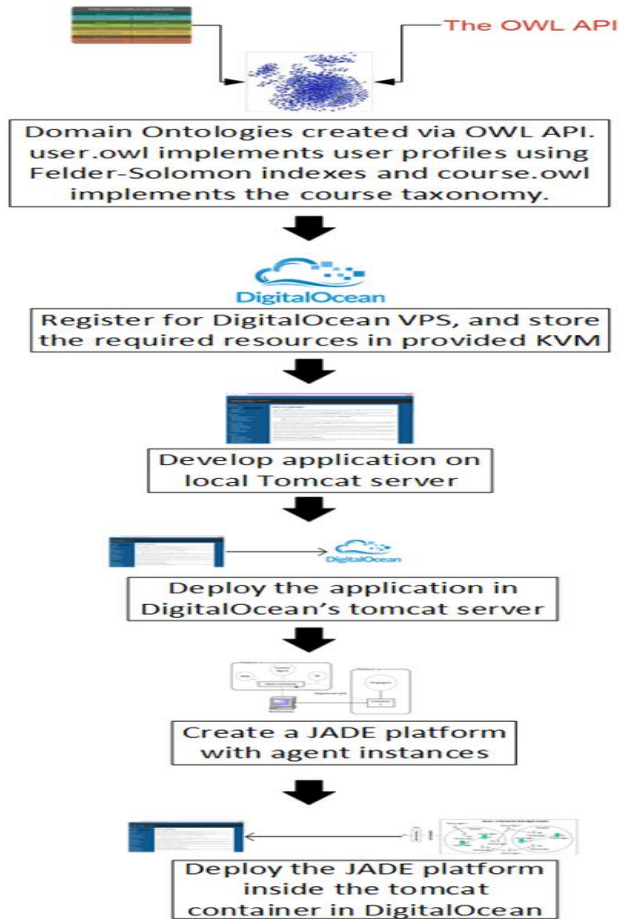 The OWL API
Domain Ontologies created via OWL API.
user.owl implements user profiles using
Felder-Solomon indexes and course.owl
implements the course taxonomy.
DigitalOcean
Register for DigitalOcean VPS, and store
the required resources in provided KVM
Develop application on
local Tomcat server
DigitalOcean
Deploy the application in
DigitalOcean's tomcat server
Create a JADE platform
with agent instances
Deploy the JADE platform
inside the tomcat
container in DigitalOcean